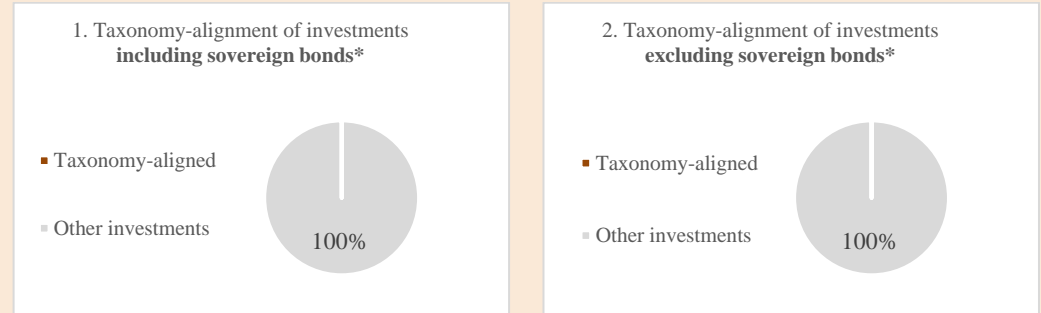 1. Taxonomy-alignment of investments
including sovereign bonds*
Taxonomy-aligned
Other investments
100%
2. Taxonomy-alignment of investments
excluding sovereign bonds*
Taxonomy-aligned
Other investments
100%